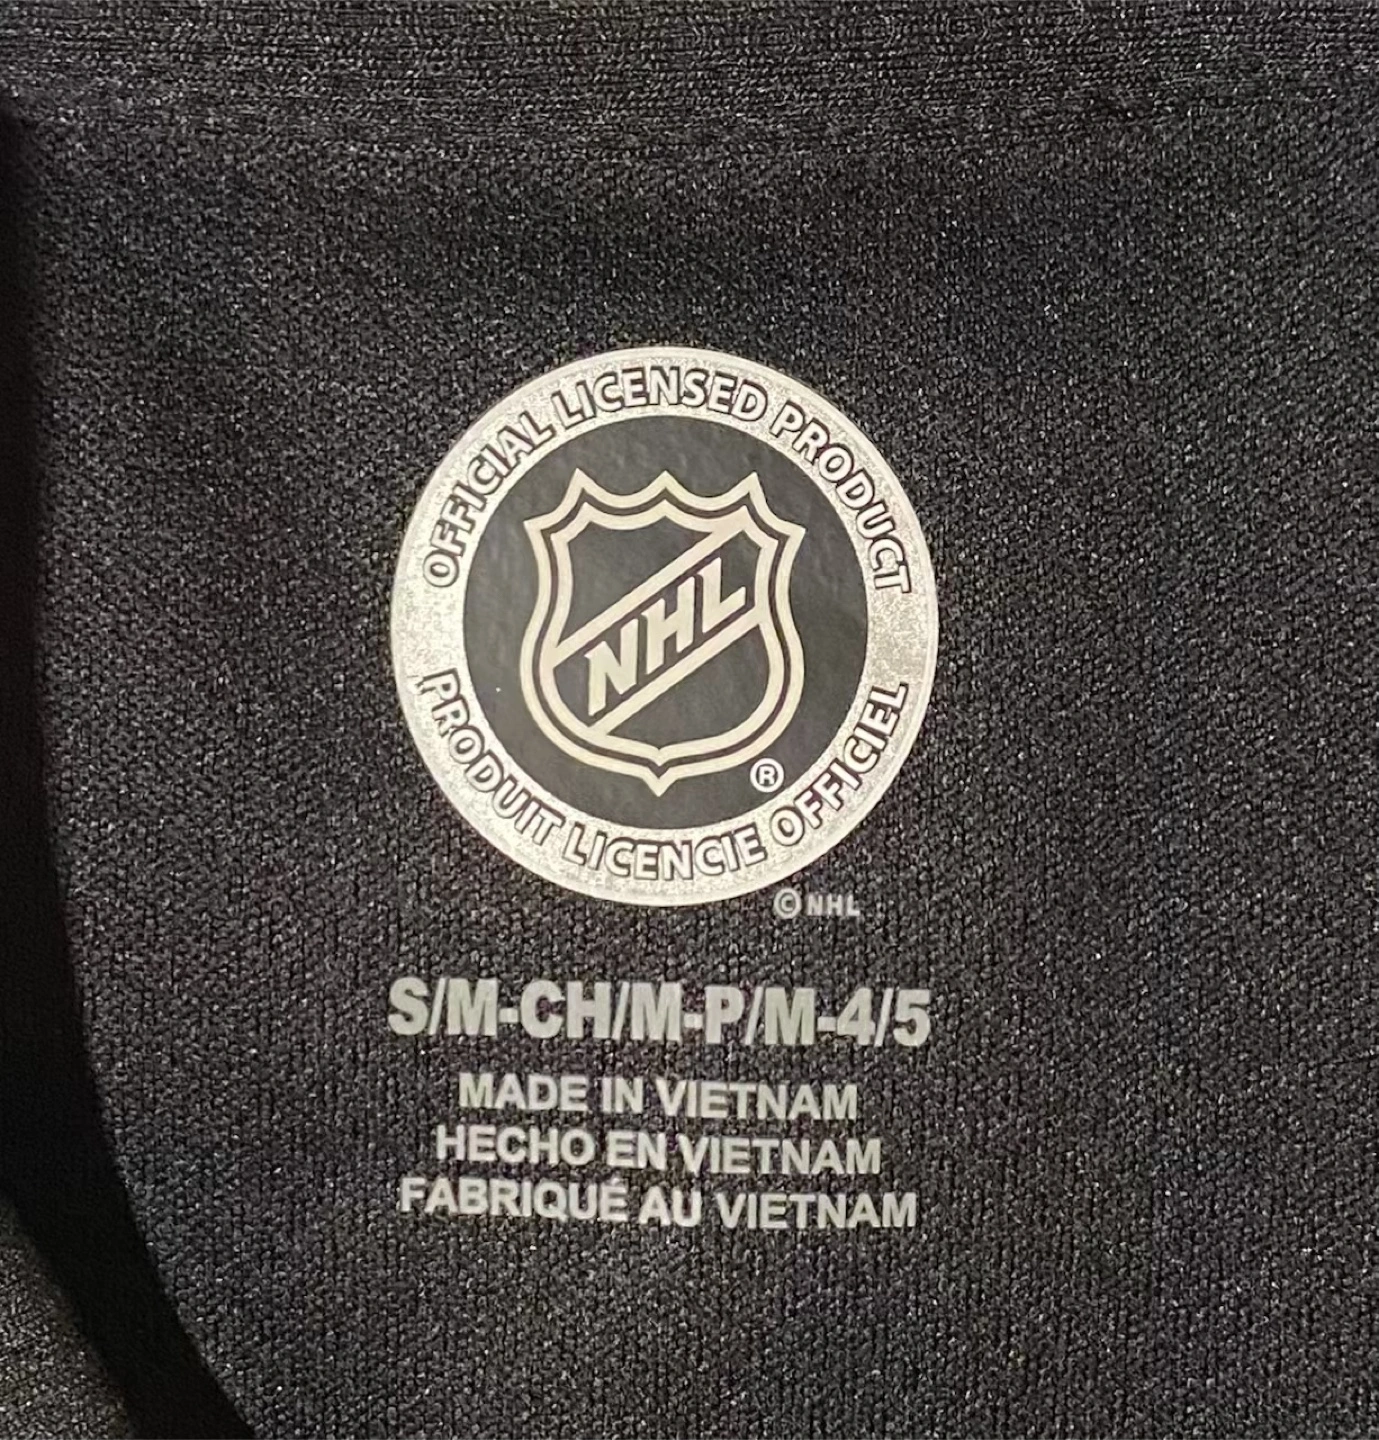 OFFICIAL LICENSED PRODUCT
NHL
®
PRODUIT LICENCIE OFFICIEL
© NHL
S/M-CH/M-P/M-4/5
MADE IN VIETNAM
HECHO EN VIETNAM
FABRIQUÉ AU VIETNAM